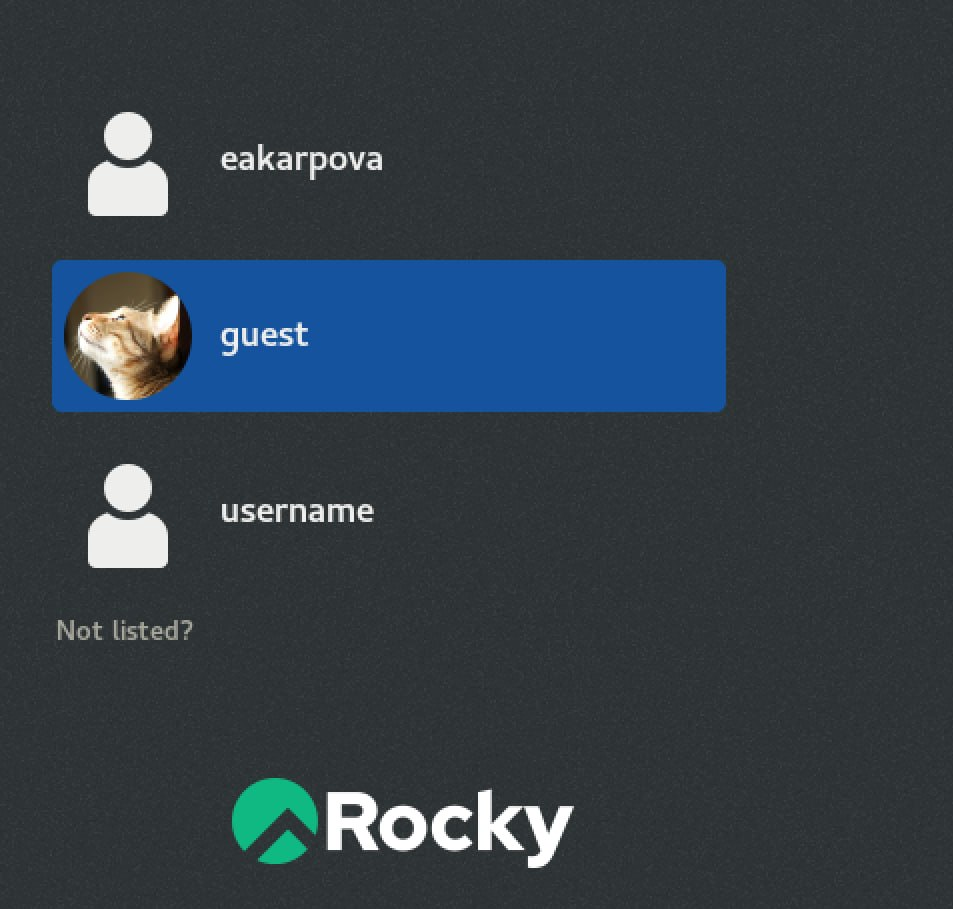 eakarpova
guest
username
Not listed?
Rocky